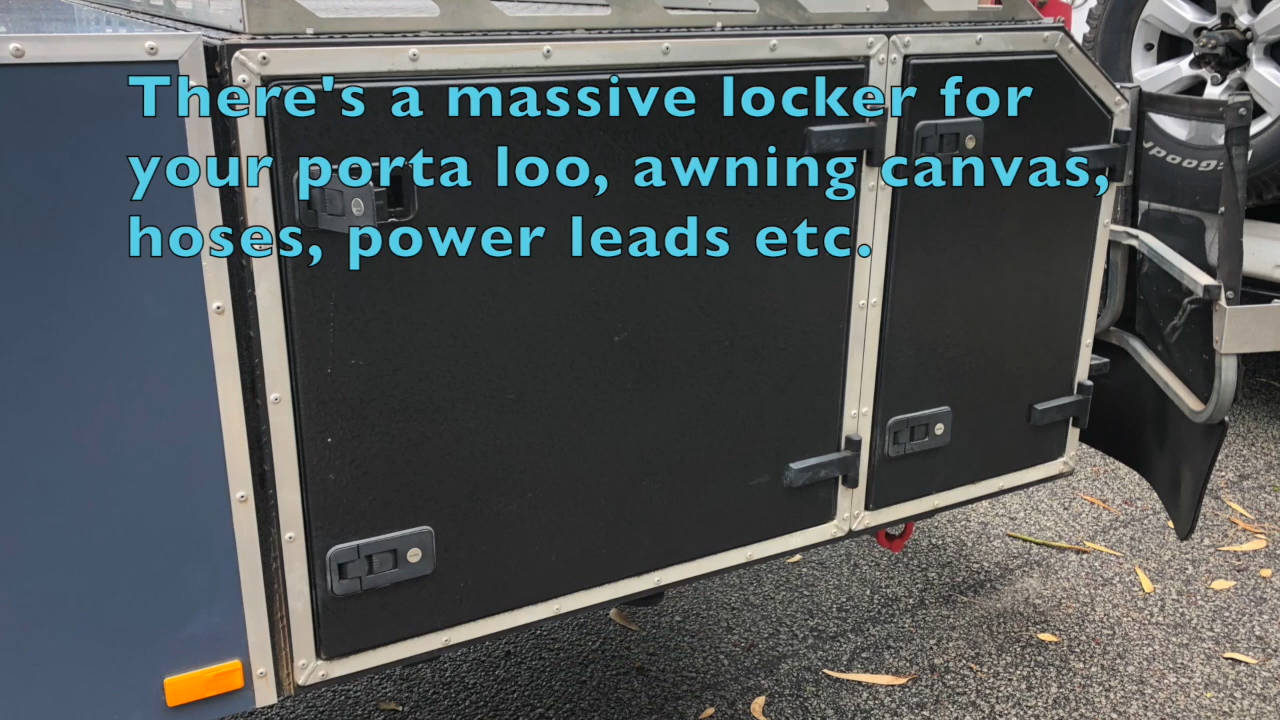 There's a massive locker for
your porta loo, awning canvas,
hoses, power leads etc.